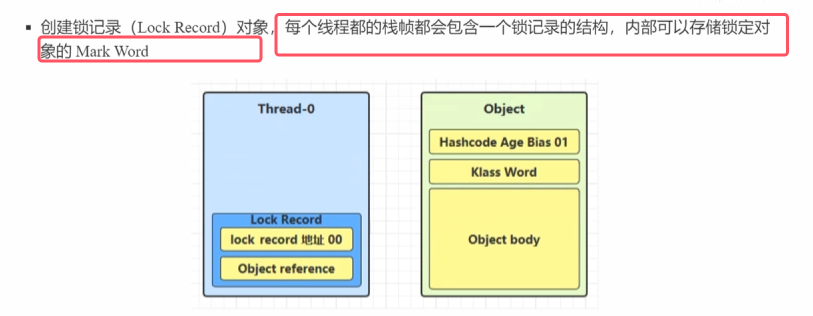 ▪ 创建锁记录（Lock Record）对象，每个线程都的栈帧都会包含一个锁记录的结构，内部可以存储锁定对
象的 Mark Word
Thread-0
Lock Record
lock record 地址 00
Object reference
Object
Hashcode Age Bias 01
Klass Word
Object body